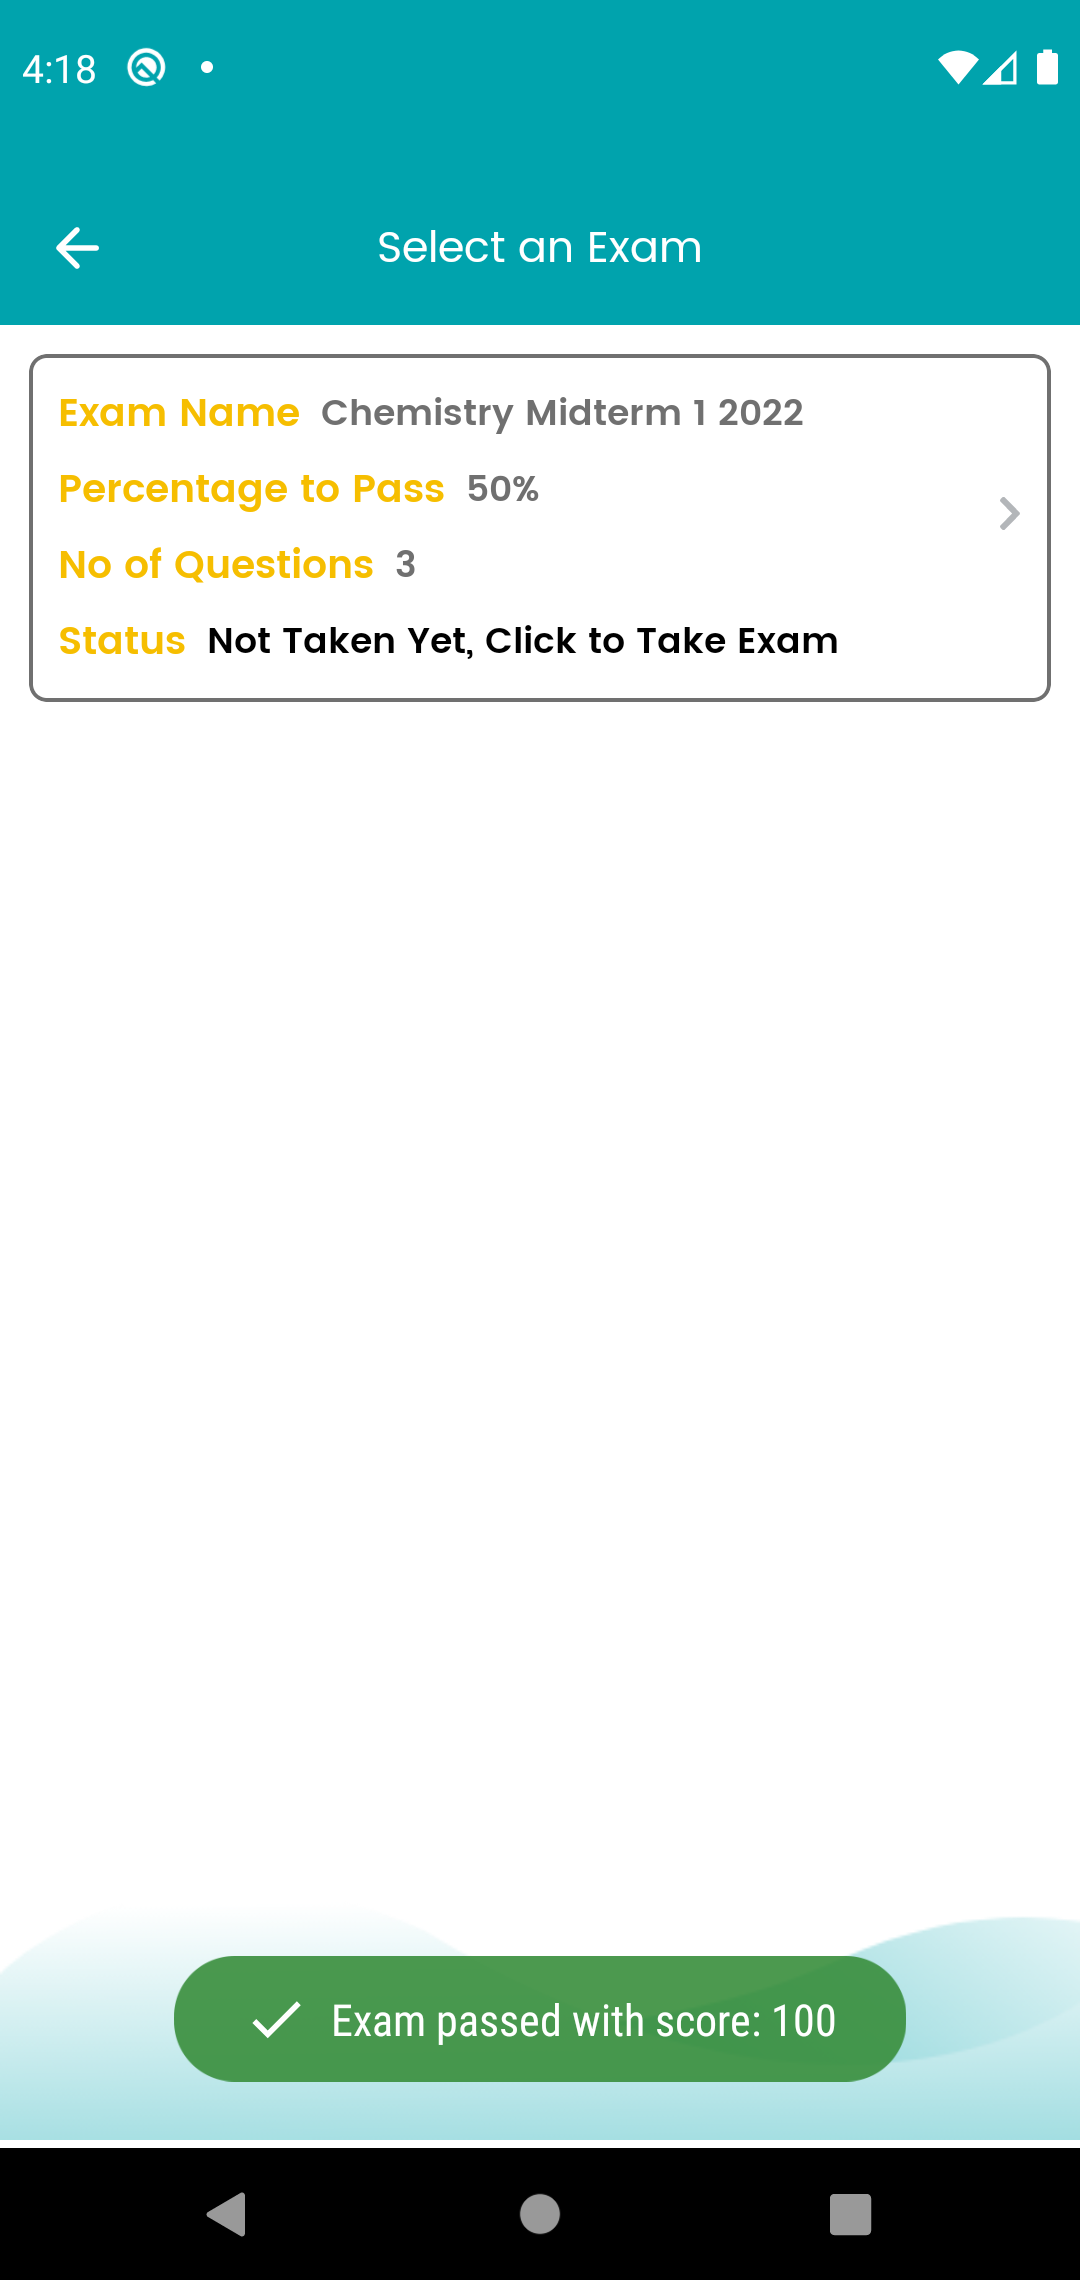 4:18
Select an Exam
Exam Name Chemistry Midterm 1 2022
Percentage to Pass 50%
No of Questions 3
Status Not Taken Yet, Click to Take Exam
Exam passed with score: 100